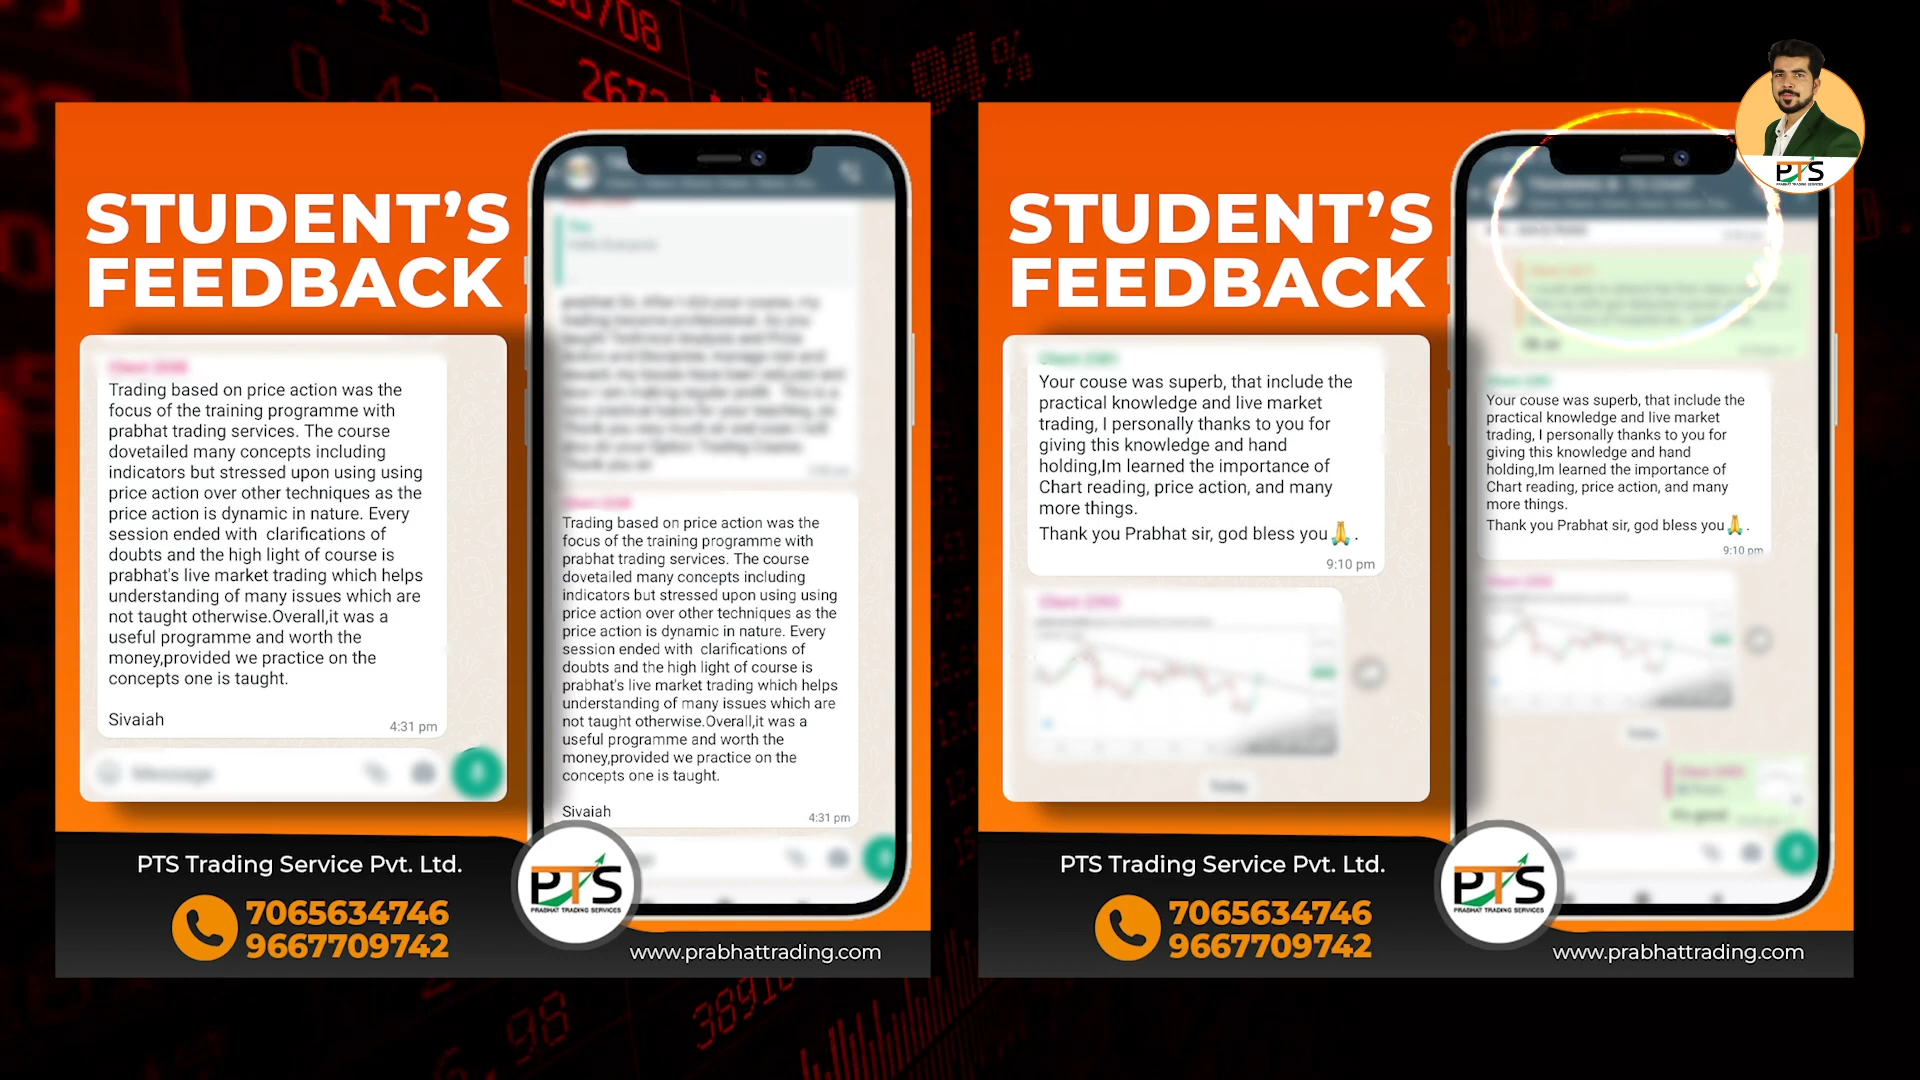 STUDENT'S
FEEDBACK
Trading based on price action was the
focus of the training programme with
prabhat trading services. The course
dovetailed many concepts including
indicators but stressed upon using using
price action over other techniques as the
price action is dynamic in nature. Every
session ended with  clarifications of
doubts and the high light of course is
prabhat's live market trading which helps
understanding of many issues which are
not taught otherwise.Overall,it was a
useful programme and worth the
money,provided we practice on the
concepts one is taught.
Sivaiah
4:31 pm
Message
Trading based on price action was the
focus of the training programme with
prabhat trading services. The course
dovetailed many concepts including
indicators but stressed upon using using
price action over other techniques as the
price action is dynamic in nature. Every
session ended with  clarifications of
doubts and the high light of course is
prabhat's live market trading which helps
understanding of many issues which are
not taught otherwise.Overall,it was a
useful programme and worth the
money,provided we practice on the
concepts one is taught.
Sivaiah
4:31 pm
PTS Trading Service Pvt. Ltd.
7065634746
9667709742
PTS
PRABHAT TRADING SERVICES
www.prabhattrading.com
STUDENT'S
FEEDBACK
Your couse was superb, that include the
practical knowledge and live market
trading, I personally thanks to you for
giving this knowledge and hand
holding,Im learned the importance of
Chart reading, price action, and many
more things.
Thank you Prabhat sir, god bless you🙏.
9:10 pm
Today
Your couse was superb, that include the
practical knowledge and live market
trading, I personally thanks to you for
giving this knowledge and hand
holding,Im learned the importance of
Chart reading, price action, and many
more things.
Thank you Prabhat sir, god bless you🙏.
9:10 pm
PTS Trading Service Pvt. Ltd.
7065634746
9667709742
PTS
PRABHAT TRADING SERVICES
www.prabhattrading.com
PTS
PRABHAT TRADING SERVICES